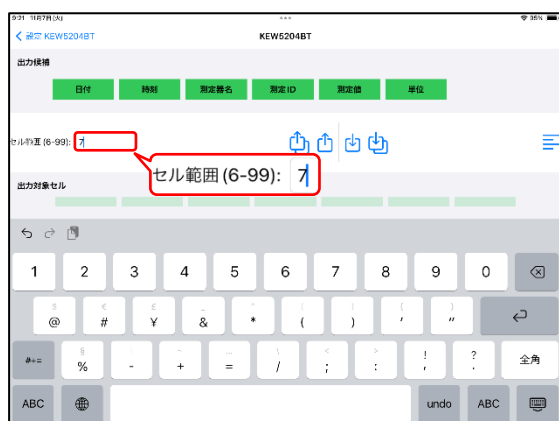 9:21 11月7日(火)
35%
設定 KEW5204BT
KEW5204BT
出力候補
日付 時刻 測定器名 測定ID 測定値 単位
セル範囲 (6-99): 7
セル範囲 (6-99): 7
出力対象セル
1 2 3 4 5 6 7 8 9 0
@ # ¥ & * ( ) ' "
#+= % - + = / ; : ! ? 全角
ABC undo ABC